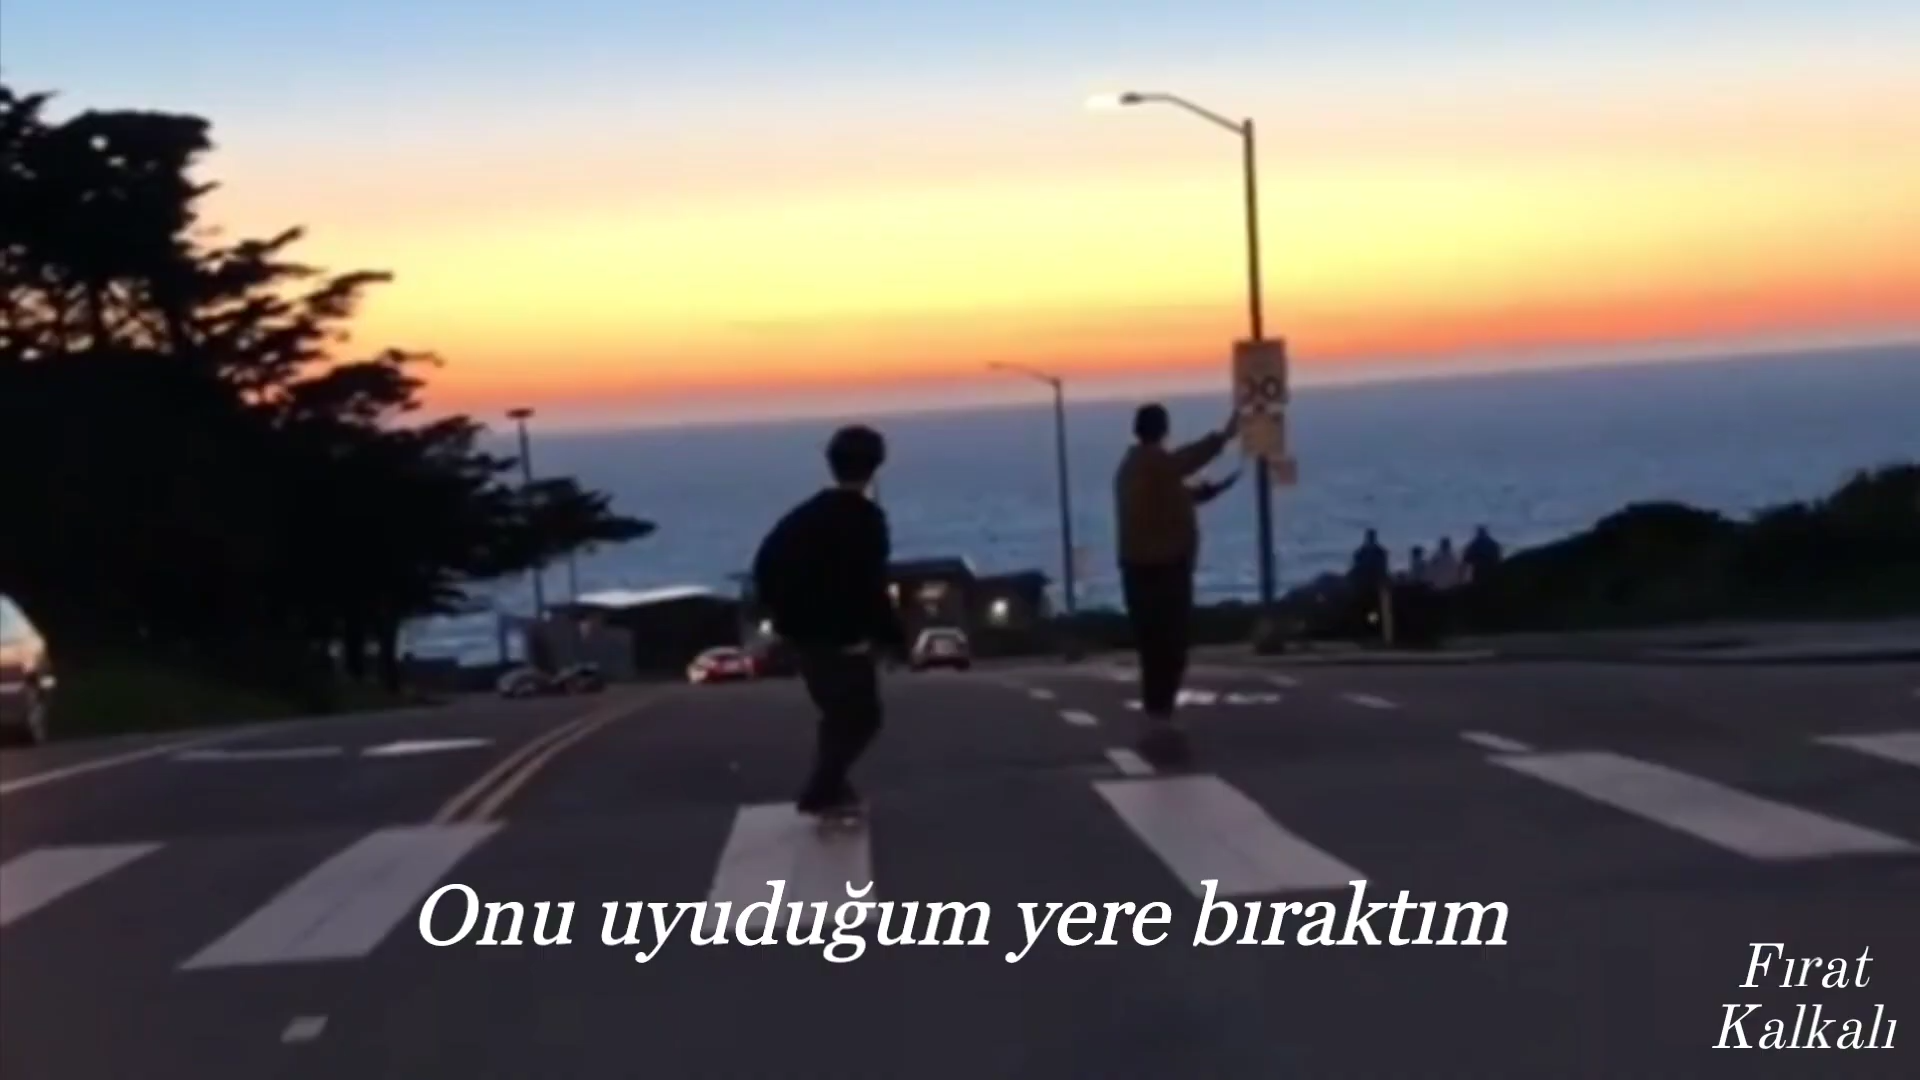 Onu uyuduğum yere bıraktım
Fırat
Kalkalı